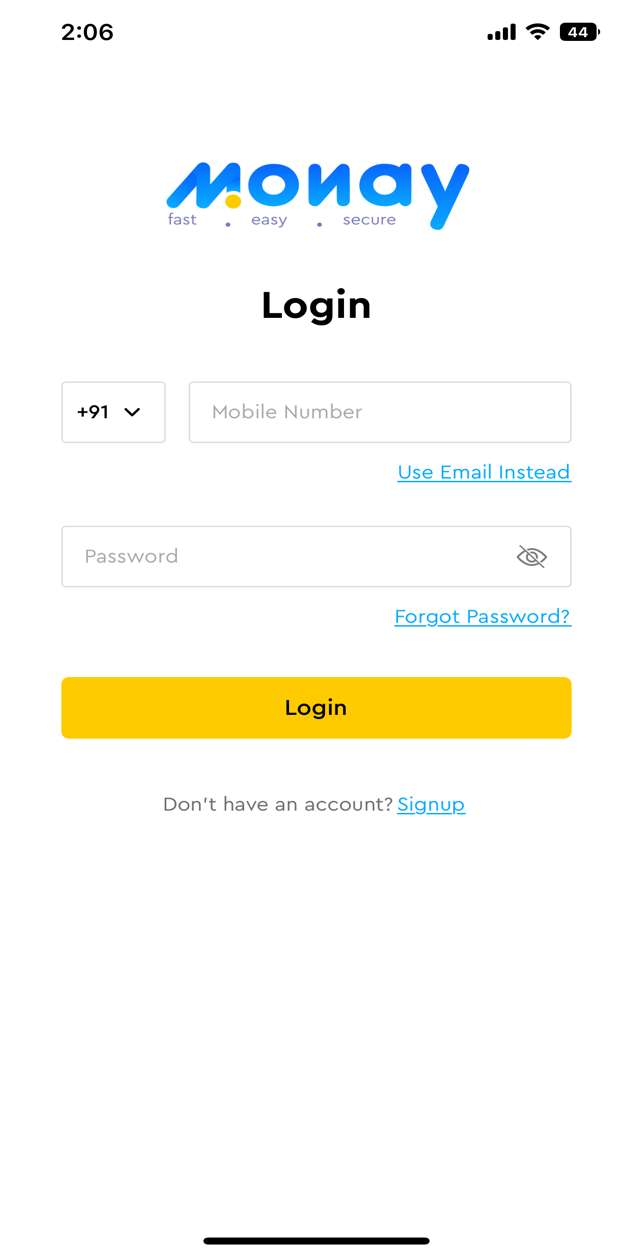 2:06
44
monay
fast . easy . secure
Login
+91 Mobile Number
Use Email Instead
Password
Forgot Password?
Login
Don't have an account? Signup